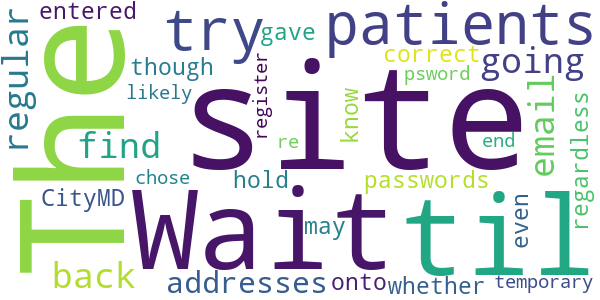 The
regular
entered
try
gave
patients
though
correct
going
likely
register
psword
site
find
re
know
end
email
regardless
CityMD
chose
hold
passwords
Wait
til
even
back
may
addresses
onto
whether
temporary